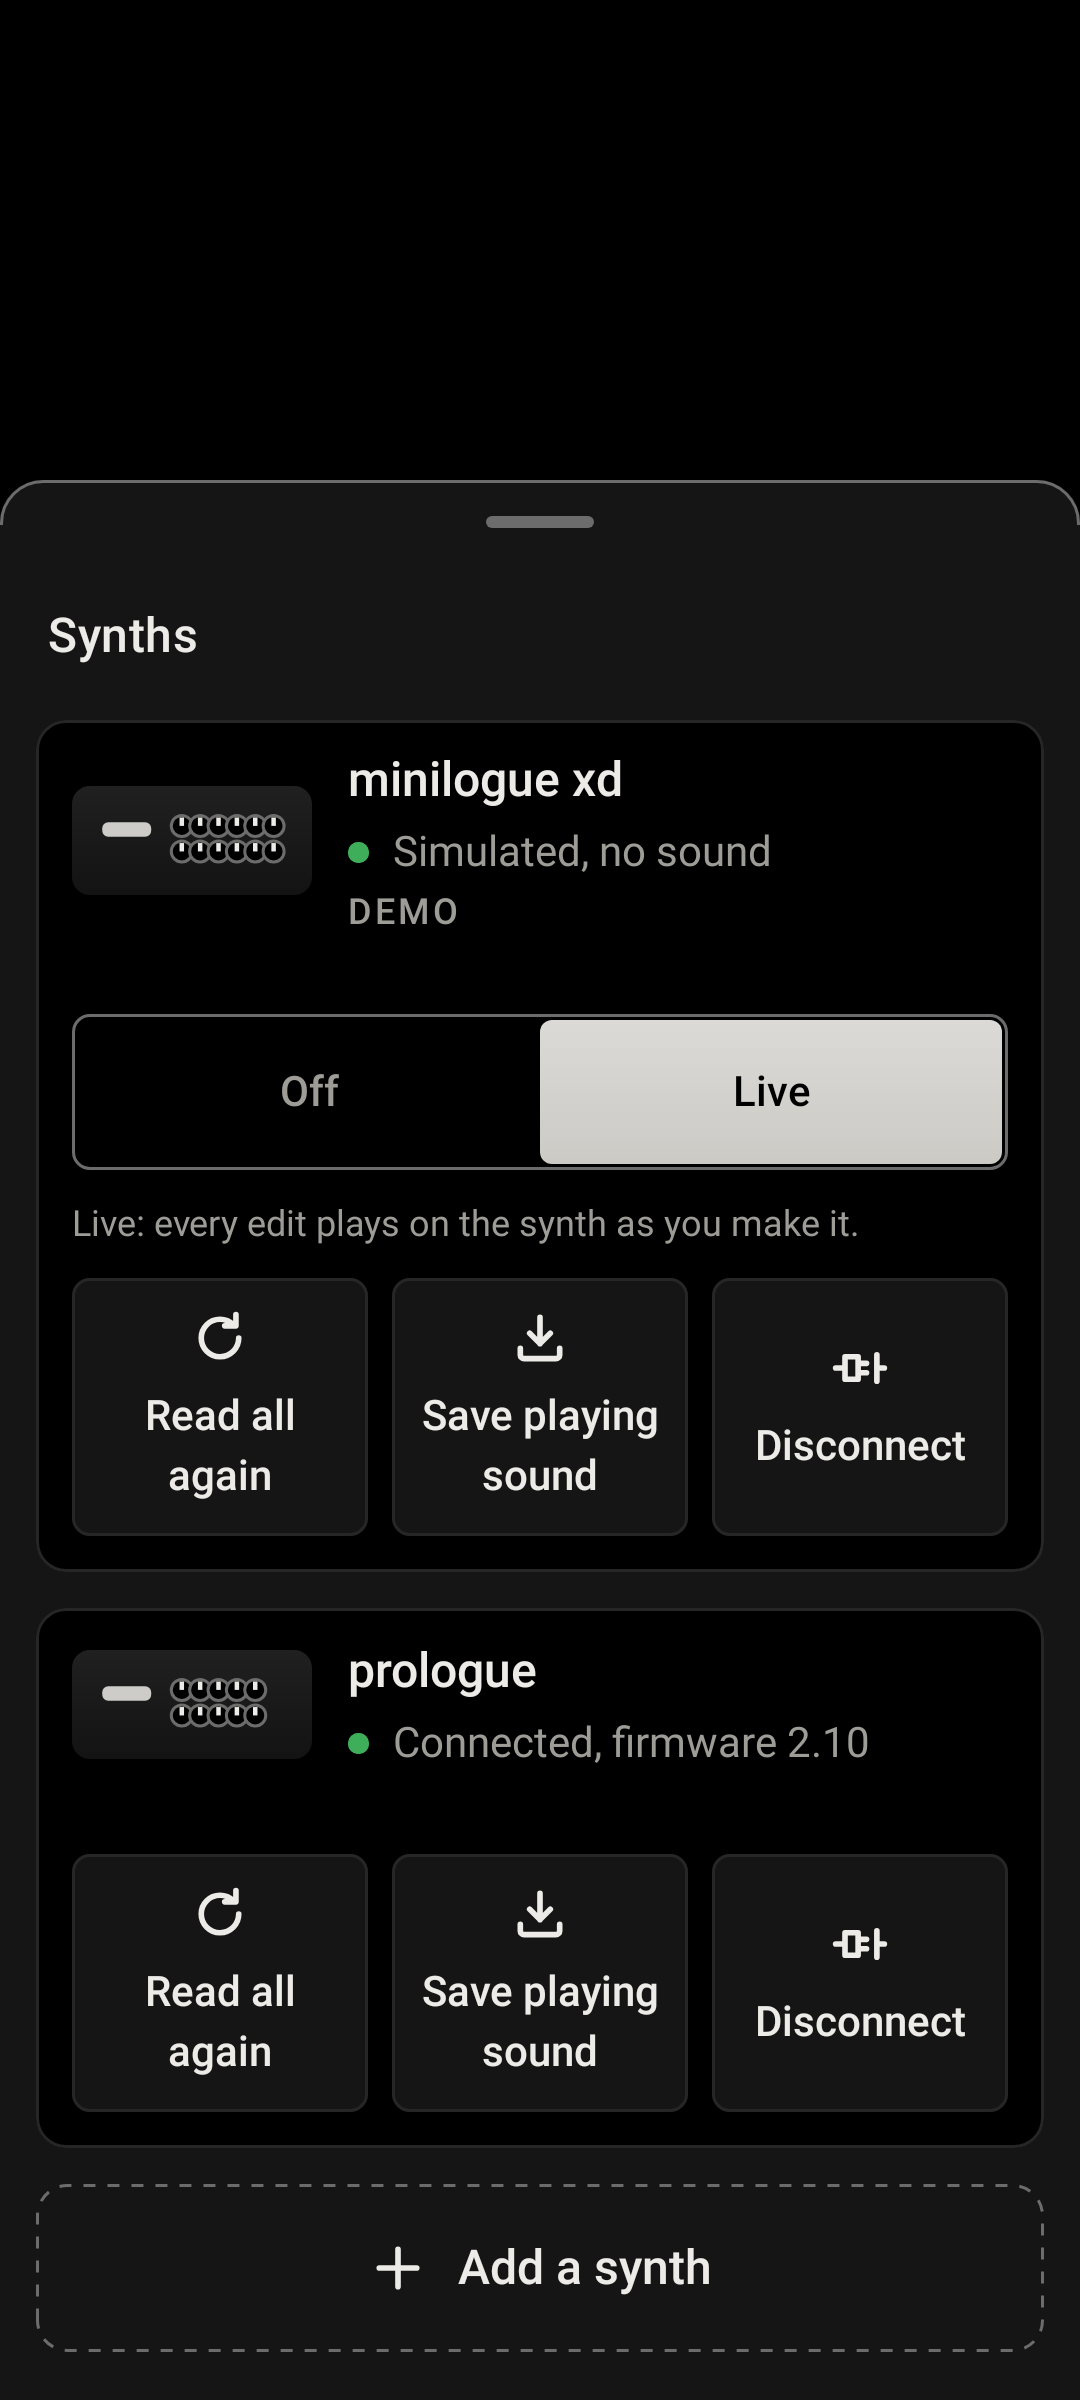 Synths
minilogue xd
Simulated, no sound
DEMO
Off
Live
Live: every edit plays on the synth as you make it.
Read all
again
Save playing
sound
Disconnect
prologue
Connected, firmware 2.10
Read all
again
Save playing
sound
Disconnect
Add a synth